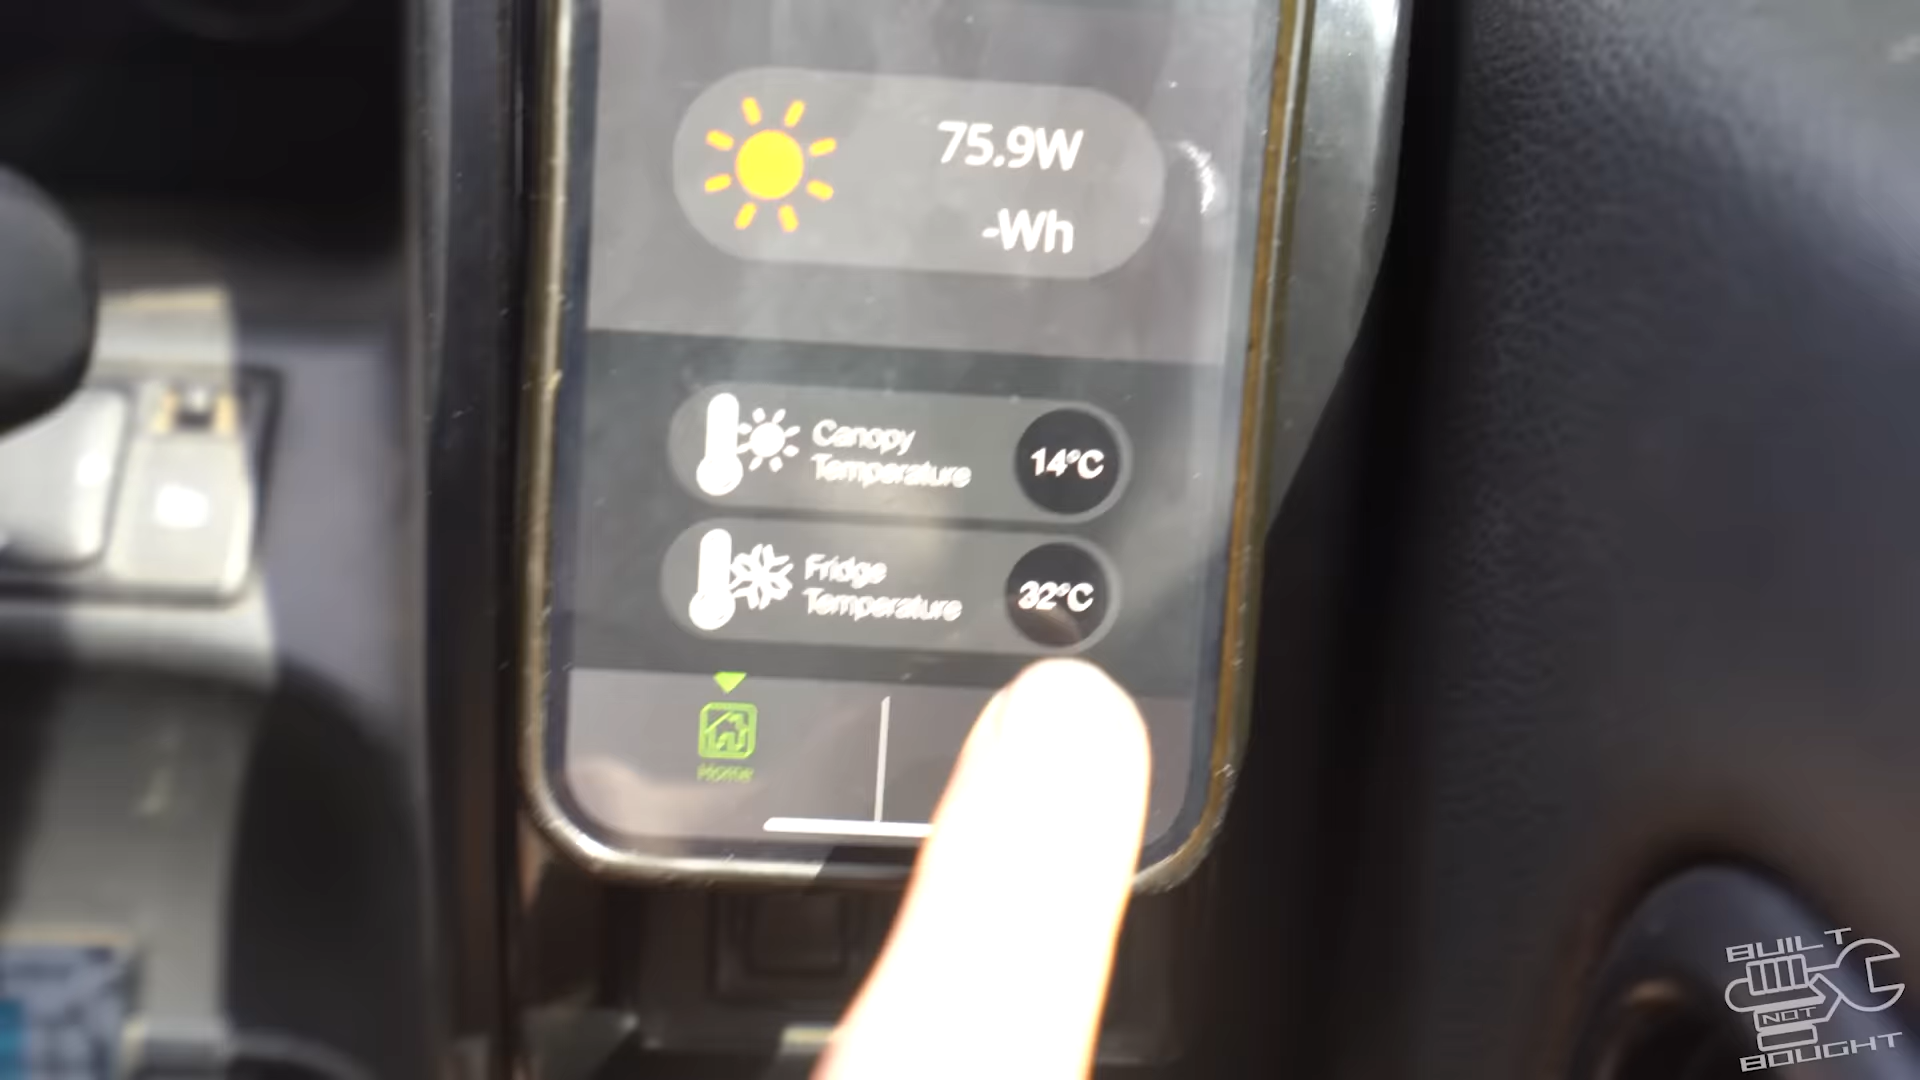 75.9W
-Wh
Canopy
Temperature
14°C
Fridge
Temperature
32°C
Home
BUILT
NOT
BOUGHT